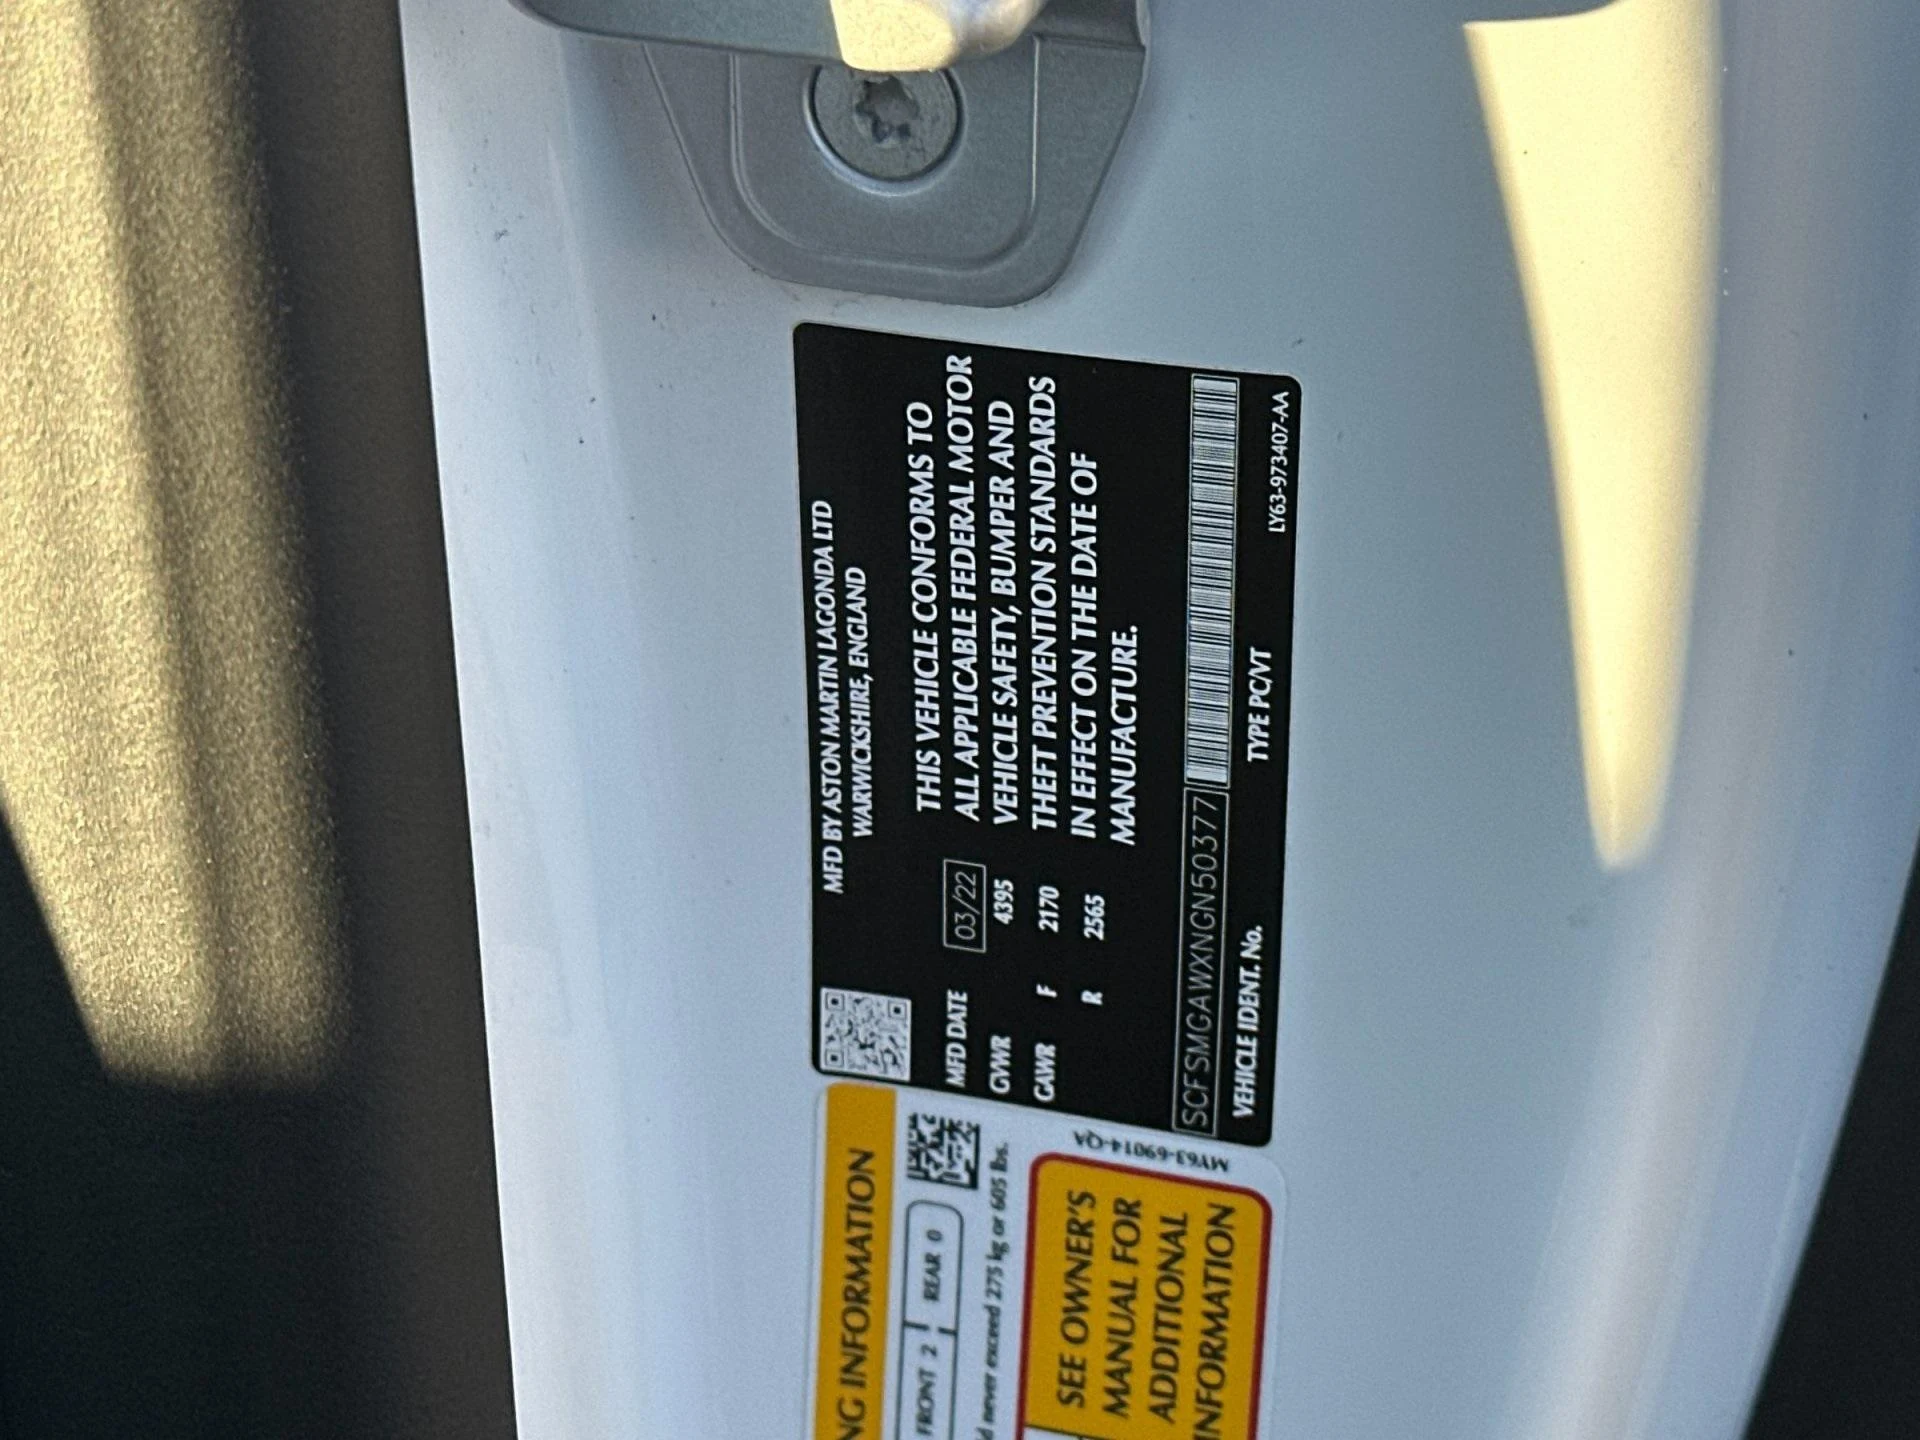 MFD BY ASTON MARTIN LAGONDA LTD
WARWICKSHIRE, ENGLAND
MFD DATE 03/22
GVWR 4395
GAWR F 2170
R 2565
THIS VEHICLE CONFORMS TO
ALL APPLICABLE FEDERAL MOTOR
VEHICLE SAFETY, BUMPER AND
THEFT PREVENTION STANDARDS
IN EFFECT ON THE DATE OF
MANUFACTURE.
SCFSMGAWXNGN50377
VEHICLE IDENT. No. TYPE PC/VT LY63-973407-AA
NG INFORMATION
FRONT 2 REAR 0
never exceed 275 kg or 605 lbs.
MY63-69014-QA
SEE OWNER'S
MANUAL FOR
ADDITIONAL
INFORMATION